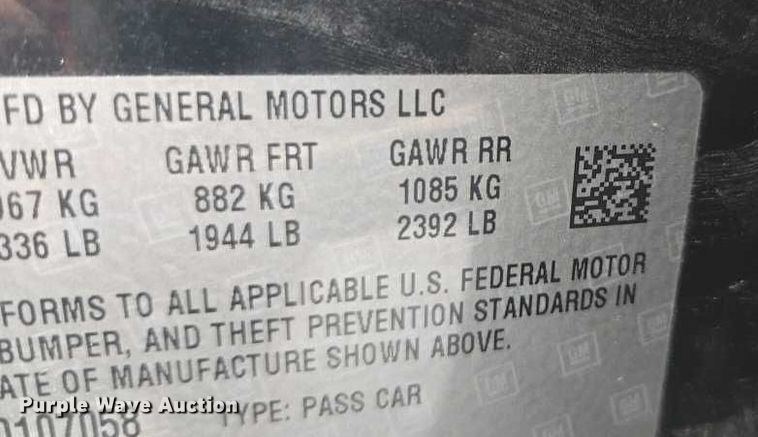 FD BY GENERAL MOTORS LLC
VWR GAWR FRT GAWR RR
67 KG 882 KG 1085 KG
336 LB 1944 LB 2392 LB
FORMS TO ALL APPLICABLE U.S. FEDERAL MOTOR
BUMPER, AND THEFT PREVENTION STANDARDS IN
ATE OF MANUFACTURE SHOWN ABOVE.
0107058 TYPE: PASS CAR
Purple Wave Auction